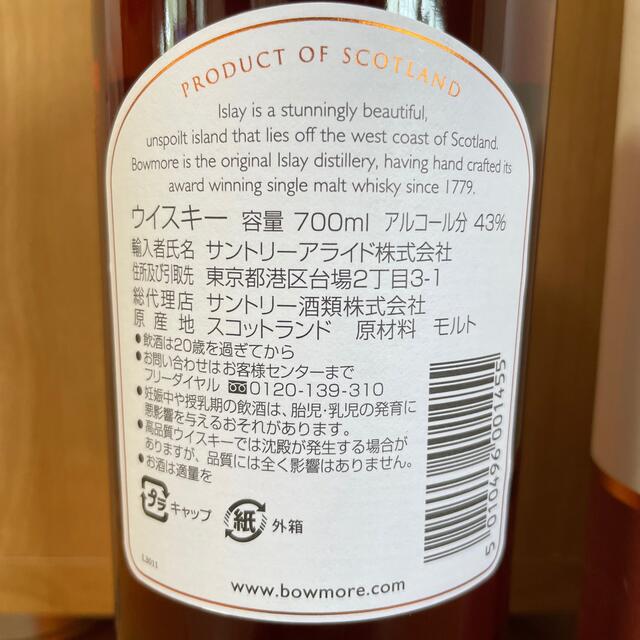 PRODUCT OF SCOTLAND
Islay is a stunningly beautiful,
unspoilt island that lies off the west coast of Scotland.
Bowmore is the original Islay distillery, having hand crafted its
award winning single malt whisky since 1779.
ウイスキー 容量 700ml アルコール分 43%
輸入者氏名 サントリーアライド株式会社
住所及び引取先 東京都港区台場2丁目3-1
総代理店 サントリー酒類株式会社
原産地 スコットランド 原材料 モルト
●飲酒は20歳を過ぎてから
●お問い合わせはお客様センターまで
フリーダイヤル 0120-139-310
●妊娠中や授乳期の飲酒は、胎児・乳児の発育に
悪影響を与えるおそれがあります。
●高品質ウイスキーでは沈殿が発生する場合が
ありますが、品質には全く影響はありません。
●お酒は適量を
プラ キャップ 紙 外箱
L2011
www.bowmore.com
5 010496 001455